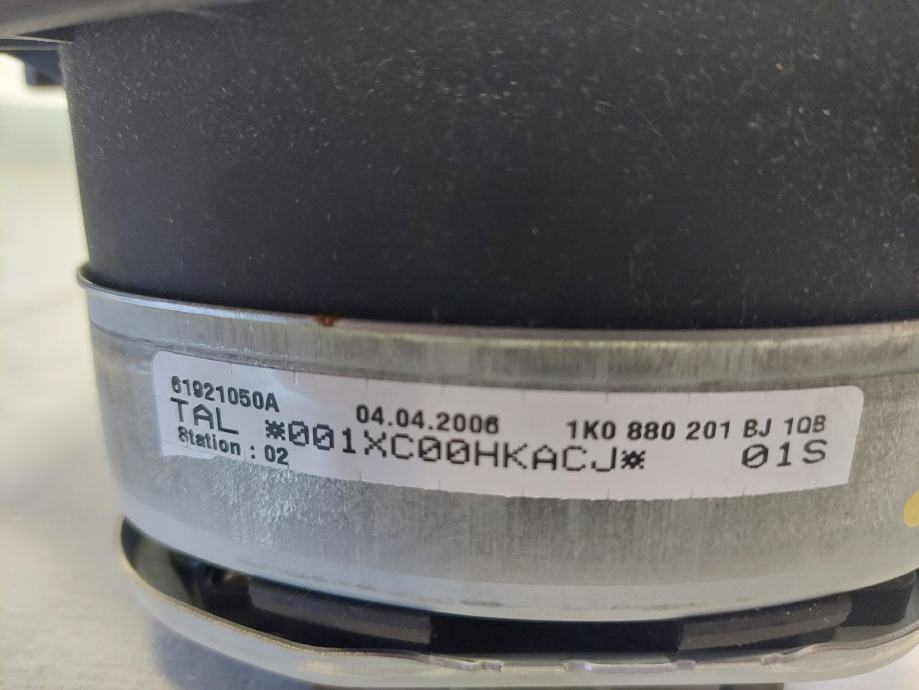 61921050A 04.04.2006 1K0 880 201 BJ 1QB
TAL *001XC00HKACJ* 01S
Station : 02